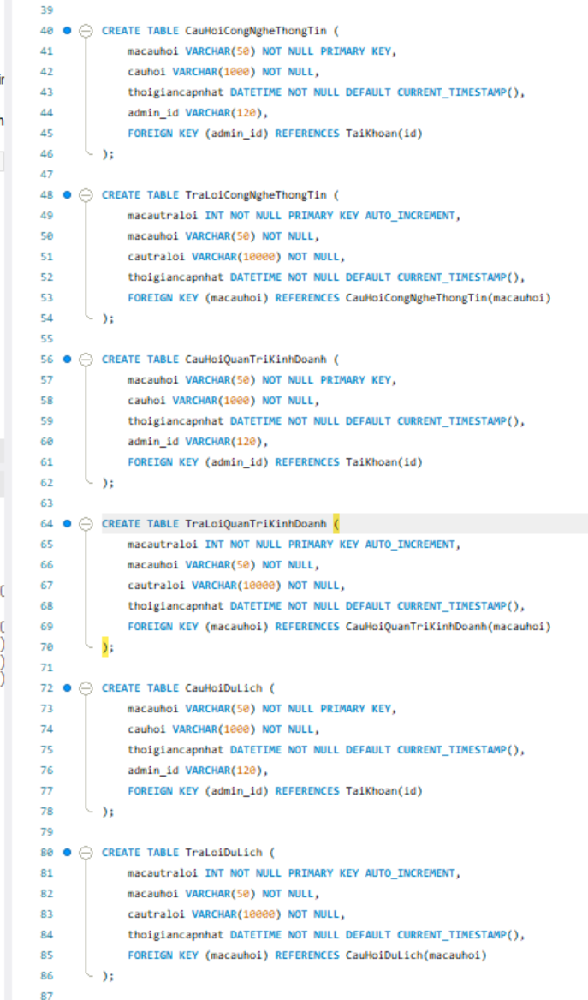 39
40 CREATE TABLE CauHoiCongNgheThongTin (
41 macauhoi VARCHAR(50) NOT NULL PRIMARY KEY,
42 cauhoi VARCHAR(1000) NOT NULL,
43 thoigiancapnhat DATETIME NOT NULL DEFAULT CURRENT_TIMESTAMP(),
44 admin_id VARCHAR(120),
45 FOREIGN KEY (admin_id) REFERENCES TaiKhoan(id)
46 );
47
48 CREATE TABLE TraLoiCongNgheThongTin (
49 macautraloi INT NOT NULL PRIMARY KEY AUTO_INCREMENT,
50 macauhoi VARCHAR(50) NOT NULL,
51 cautraloi VARCHAR(10000) NOT NULL,
52 thoigiancapnhat DATETIME NOT NULL DEFAULT CURRENT_TIMESTAMP(),
53 FOREIGN KEY (macauhoi) REFERENCES CauHoiCongNgheThongTin(macauhoi)
54 );
55
56 CREATE TABLE CauHoiQuanTriKinhDoanh (
57 macauhoi VARCHAR(50) NOT NULL PRIMARY KEY,
58 cauhoi VARCHAR(1000) NOT NULL,
59 thoigiancapnhat DATETIME NOT NULL DEFAULT CURRENT_TIMESTAMP(),
60 admin_id VARCHAR(120),
61 FOREIGN KEY (admin_id) REFERENCES TaiKhoan(id)
62 );
63
64 CREATE TABLE TraLoiQuanTriKinhDoanh (
65 macautraloi INT NOT NULL PRIMARY KEY AUTO_INCREMENT,
66 macauhoi VARCHAR(50) NOT NULL,
67 cautraloi VARCHAR(10000) NOT NULL,
68 thoigiancapnhat DATETIME NOT NULL DEFAULT CURRENT_TIMESTAMP(),
69 FOREIGN KEY (macauhoi) REFERENCES CauHoiQuanTriKinhDoanh(macauhoi)
70 );
71
72 CREATE TABLE CauHoiDuLich (
73 macauhoi VARCHAR(50) NOT NULL PRIMARY KEY,
74 cauhoi VARCHAR(1000) NOT NULL,
75 thoigiancapnhat DATETIME NOT NULL DEFAULT CURRENT_TIMESTAMP(),
76 admin_id VARCHAR(120),
77 FOREIGN KEY (admin_id) REFERENCES TaiKhoan(id)
78 );
79
80 CREATE TABLE TraLoiDuLich (
81 macautraloi INT NOT NULL PRIMARY KEY AUTO_INCREMENT,
82 macauhoi VARCHAR(50) NOT NULL,
83 cautraloi VARCHAR(10000) NOT NULL,
84 thoigiancapnhat DATETIME NOT NULL DEFAULT CURRENT_TIMESTAMP(),
85 FOREIGN KEY (macauhoi) REFERENCES CauHoiDuLich(macauhoi)
86 );
87